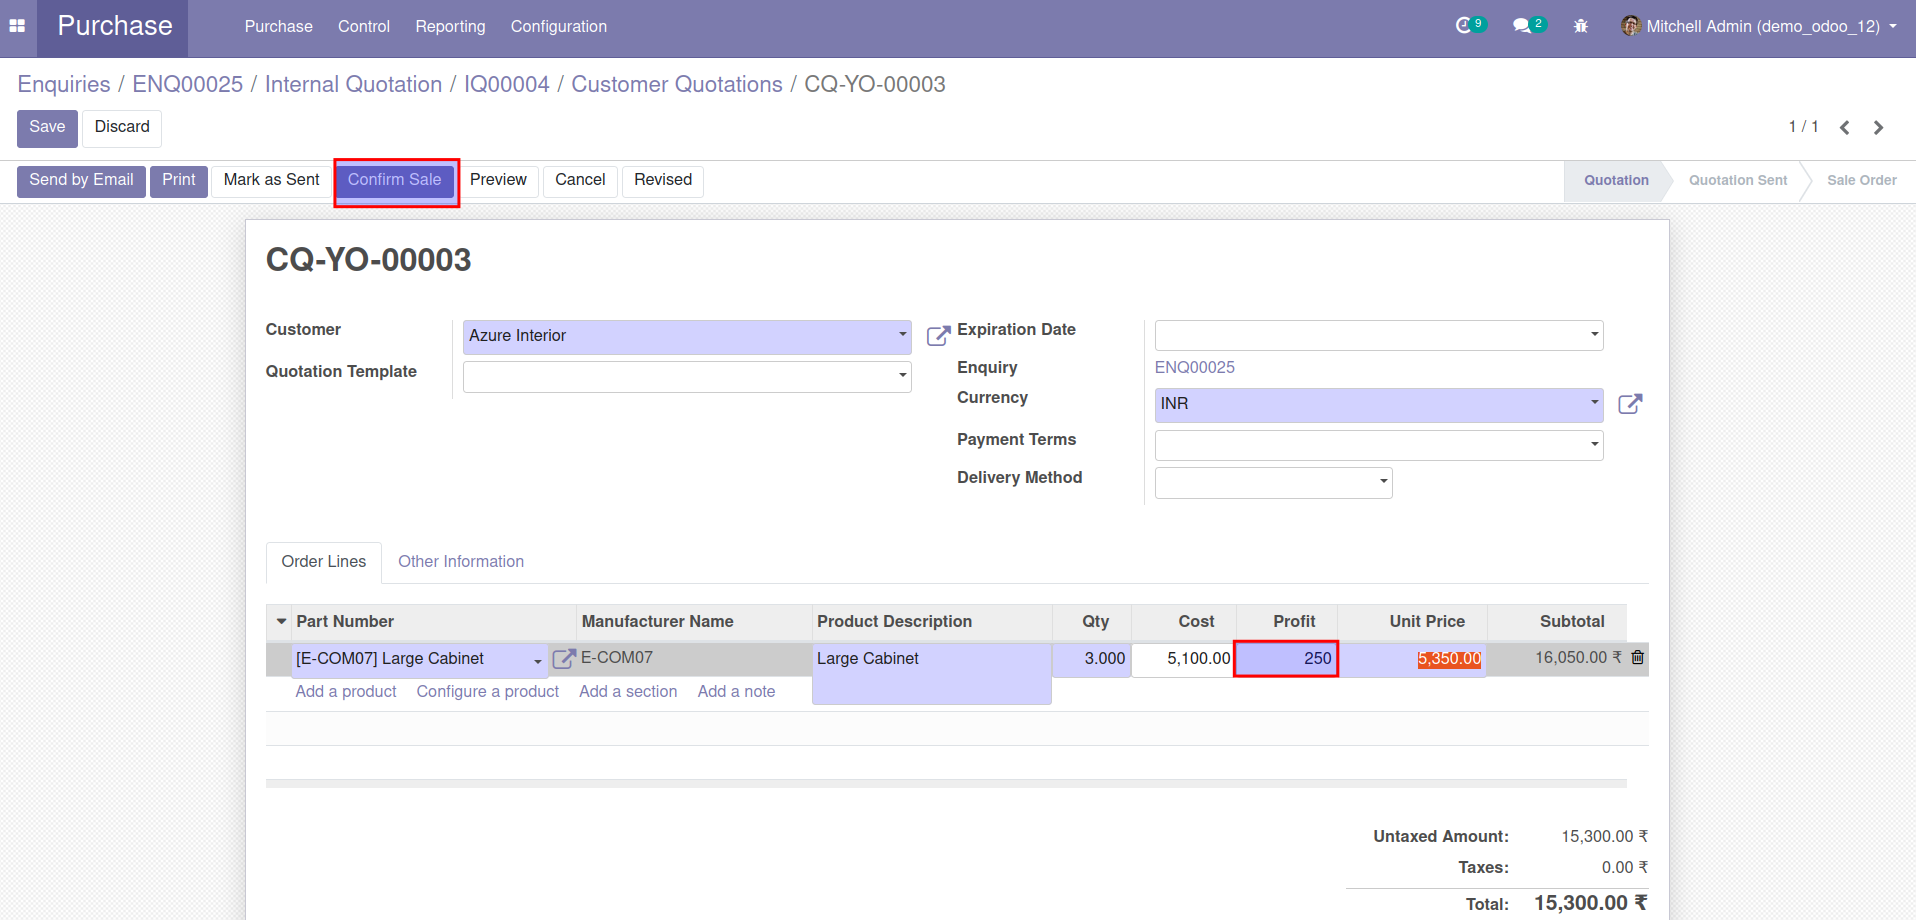 Purchase Purchase Control Reporting Configuration 9 2 Mitchell Admin (demo_odoo_12)
Enquiries / ENQ00025 / Internal Quotation / IQ00004 / Customer Quotations / CQ-YO-00003
Save Discard 1 / 1
Send by Email Print Mark as Sent Confirm Sale Preview Cancel Revised Quotation Quotation Sent Sale Order
CQ-YO-00003
Customer Azure Interior
Quotation Template
Expiration Date
Enquiry ENQ00025
Currency INR
Payment Terms
Delivery Method
Order Lines Other Information
Part Number Manufacturer Name Product Description Qty Cost Profit Unit Price Subtotal
[E-COM07] Large Cabinet E-COM07 Large Cabinet 3.000 5,100.00 250 5,350.00 16,050.00 ₹
Add a product Configure a product Add a section Add a note
Untaxed Amount: 15,300.00 ₹
Taxes: 0.00 ₹
Total: 15,300.00 ₹